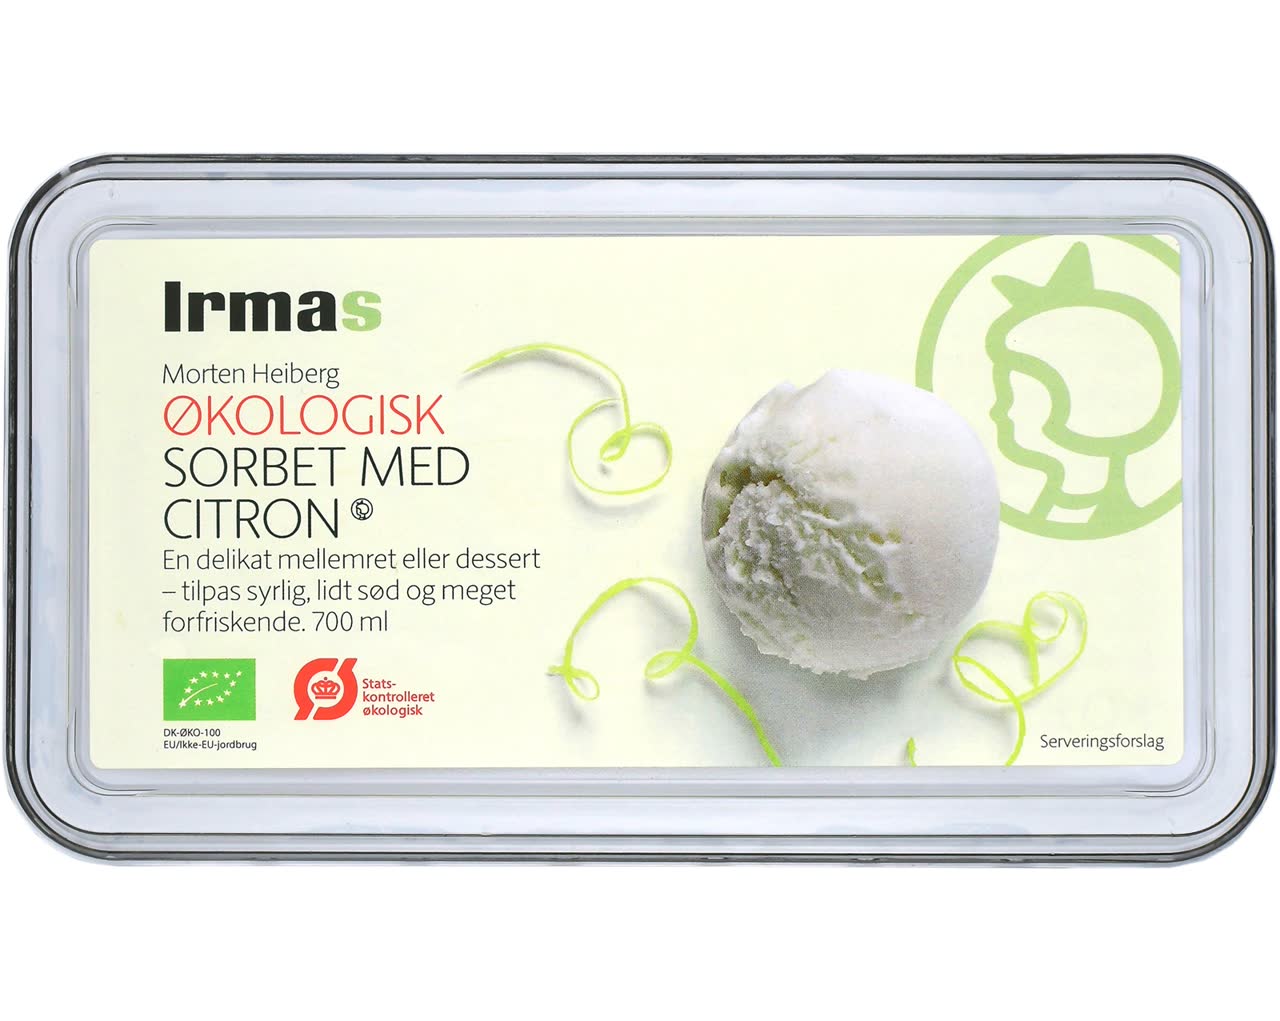 Irmas
Morten Heiberg
ØKOLOGISK
SORBET MED
CITRON
En delikat mellemret eller dessert
– tilpas syrlig, lidt sød og meget
forfriskende. 700 ml
Stats-
kontrolleret
økologisk
DK-ØKO-100
EU/Ikke-EU-jordbrug
Serveringsforslag